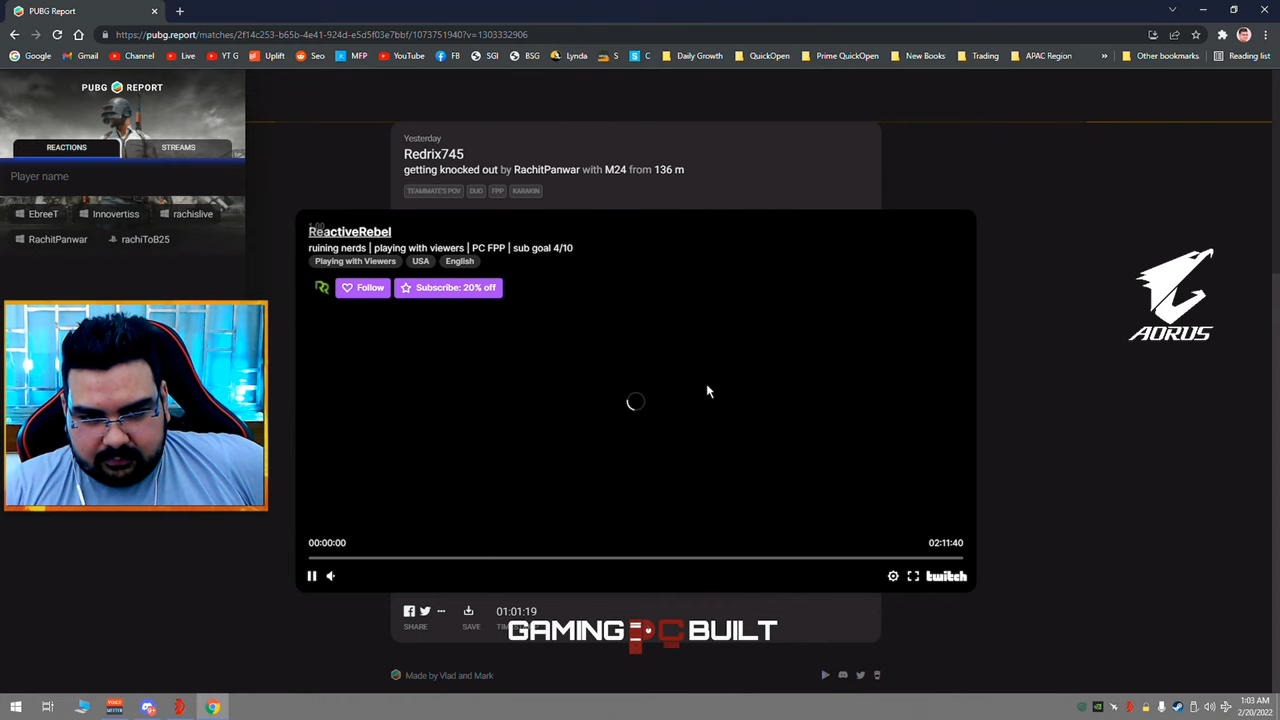 PUBG Report
https://pubg.report/matches/2f14c253-b65b-4e41-924d-e5d5f03e7bbf/1073751940?v=1303332906
Google Gmail Channel Live YT G Uplift Seo MFP YouTube FB SGI BSG Lynda S C Daily Growth QuickOpen Prime QuickOpen New Books Trading APAC Region Other bookmarks Reading list
PUBG REPORT
REACTIONS STREAMS
Player name
EbreeT Innovertiss rachislive
RachitPanwar rachiToB25
Yesterday
Redrix745
getting knocked out by RachitPanwar with M24 from 136 m
TEAMMATE'S POV DUO FPP KARAKIN
ReactiveRebel
ruining nerds | playing with viewers | PC FPP | sub goal 4/10
Playing with Viewers USA English
Follow Subscribe: 20% off
AORUS
00:00:00 02:11:40
twitch
01:01:19
SHARE SAVE
GAMING PC BUILT
Made by Vlad and Mark
1:03 AM
2/20/2022